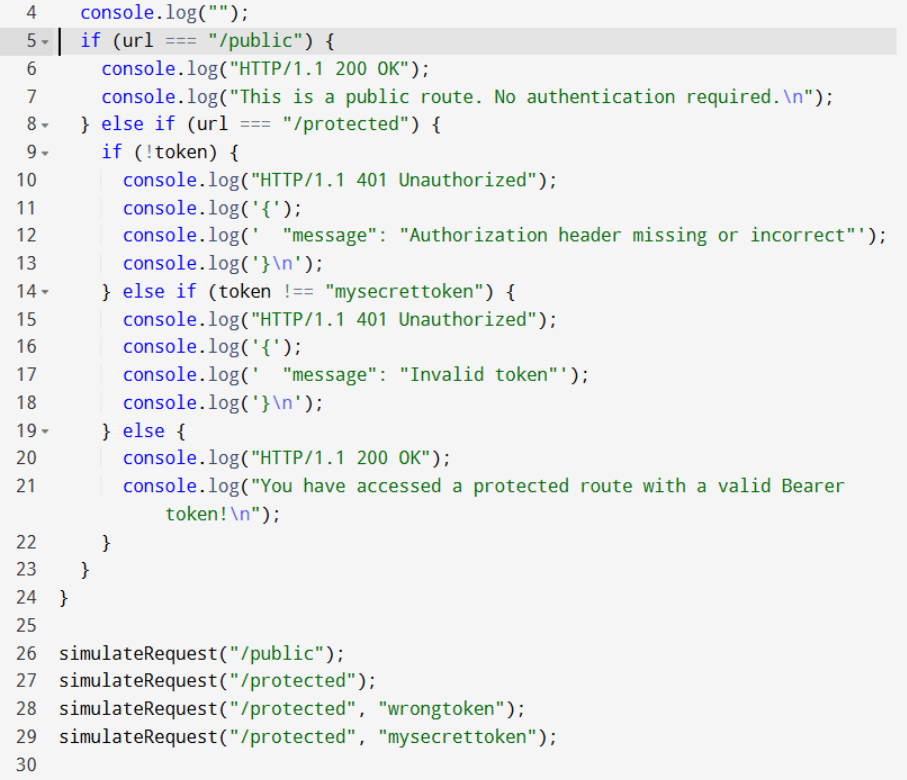 4 console.log("");
5 if (url === "/public") {
6 console.log("HTTP/1.1 200 OK");
7 console.log("This is a public route. No authentication required.\n");
8 } else if (url === "/protected") {
9 if (!token) {
10 console.log("HTTP/1.1 401 Unauthorized");
11 console.log('{');
12 console.log('  "message": "Authorization header missing or incorrect"');
13 console.log('}\n');
14 } else if (token !== "mysecrettoken") {
15 console.log("HTTP/1.1 401 Unauthorized");
16 console.log('{');
17 console.log('  "message": "Invalid token"');
18 console.log('}\n');
19 } else {
20 console.log("HTTP/1.1 200 OK");
21 console.log("You have accessed a protected route with a valid Bearer
token!\n");
22 }
23 }
24 }
25
26 simulateRequest("/public");
27 simulateRequest("/protected");
28 simulateRequest("/protected", "wrongtoken");
29 simulateRequest("/protected", "mysecrettoken");
30